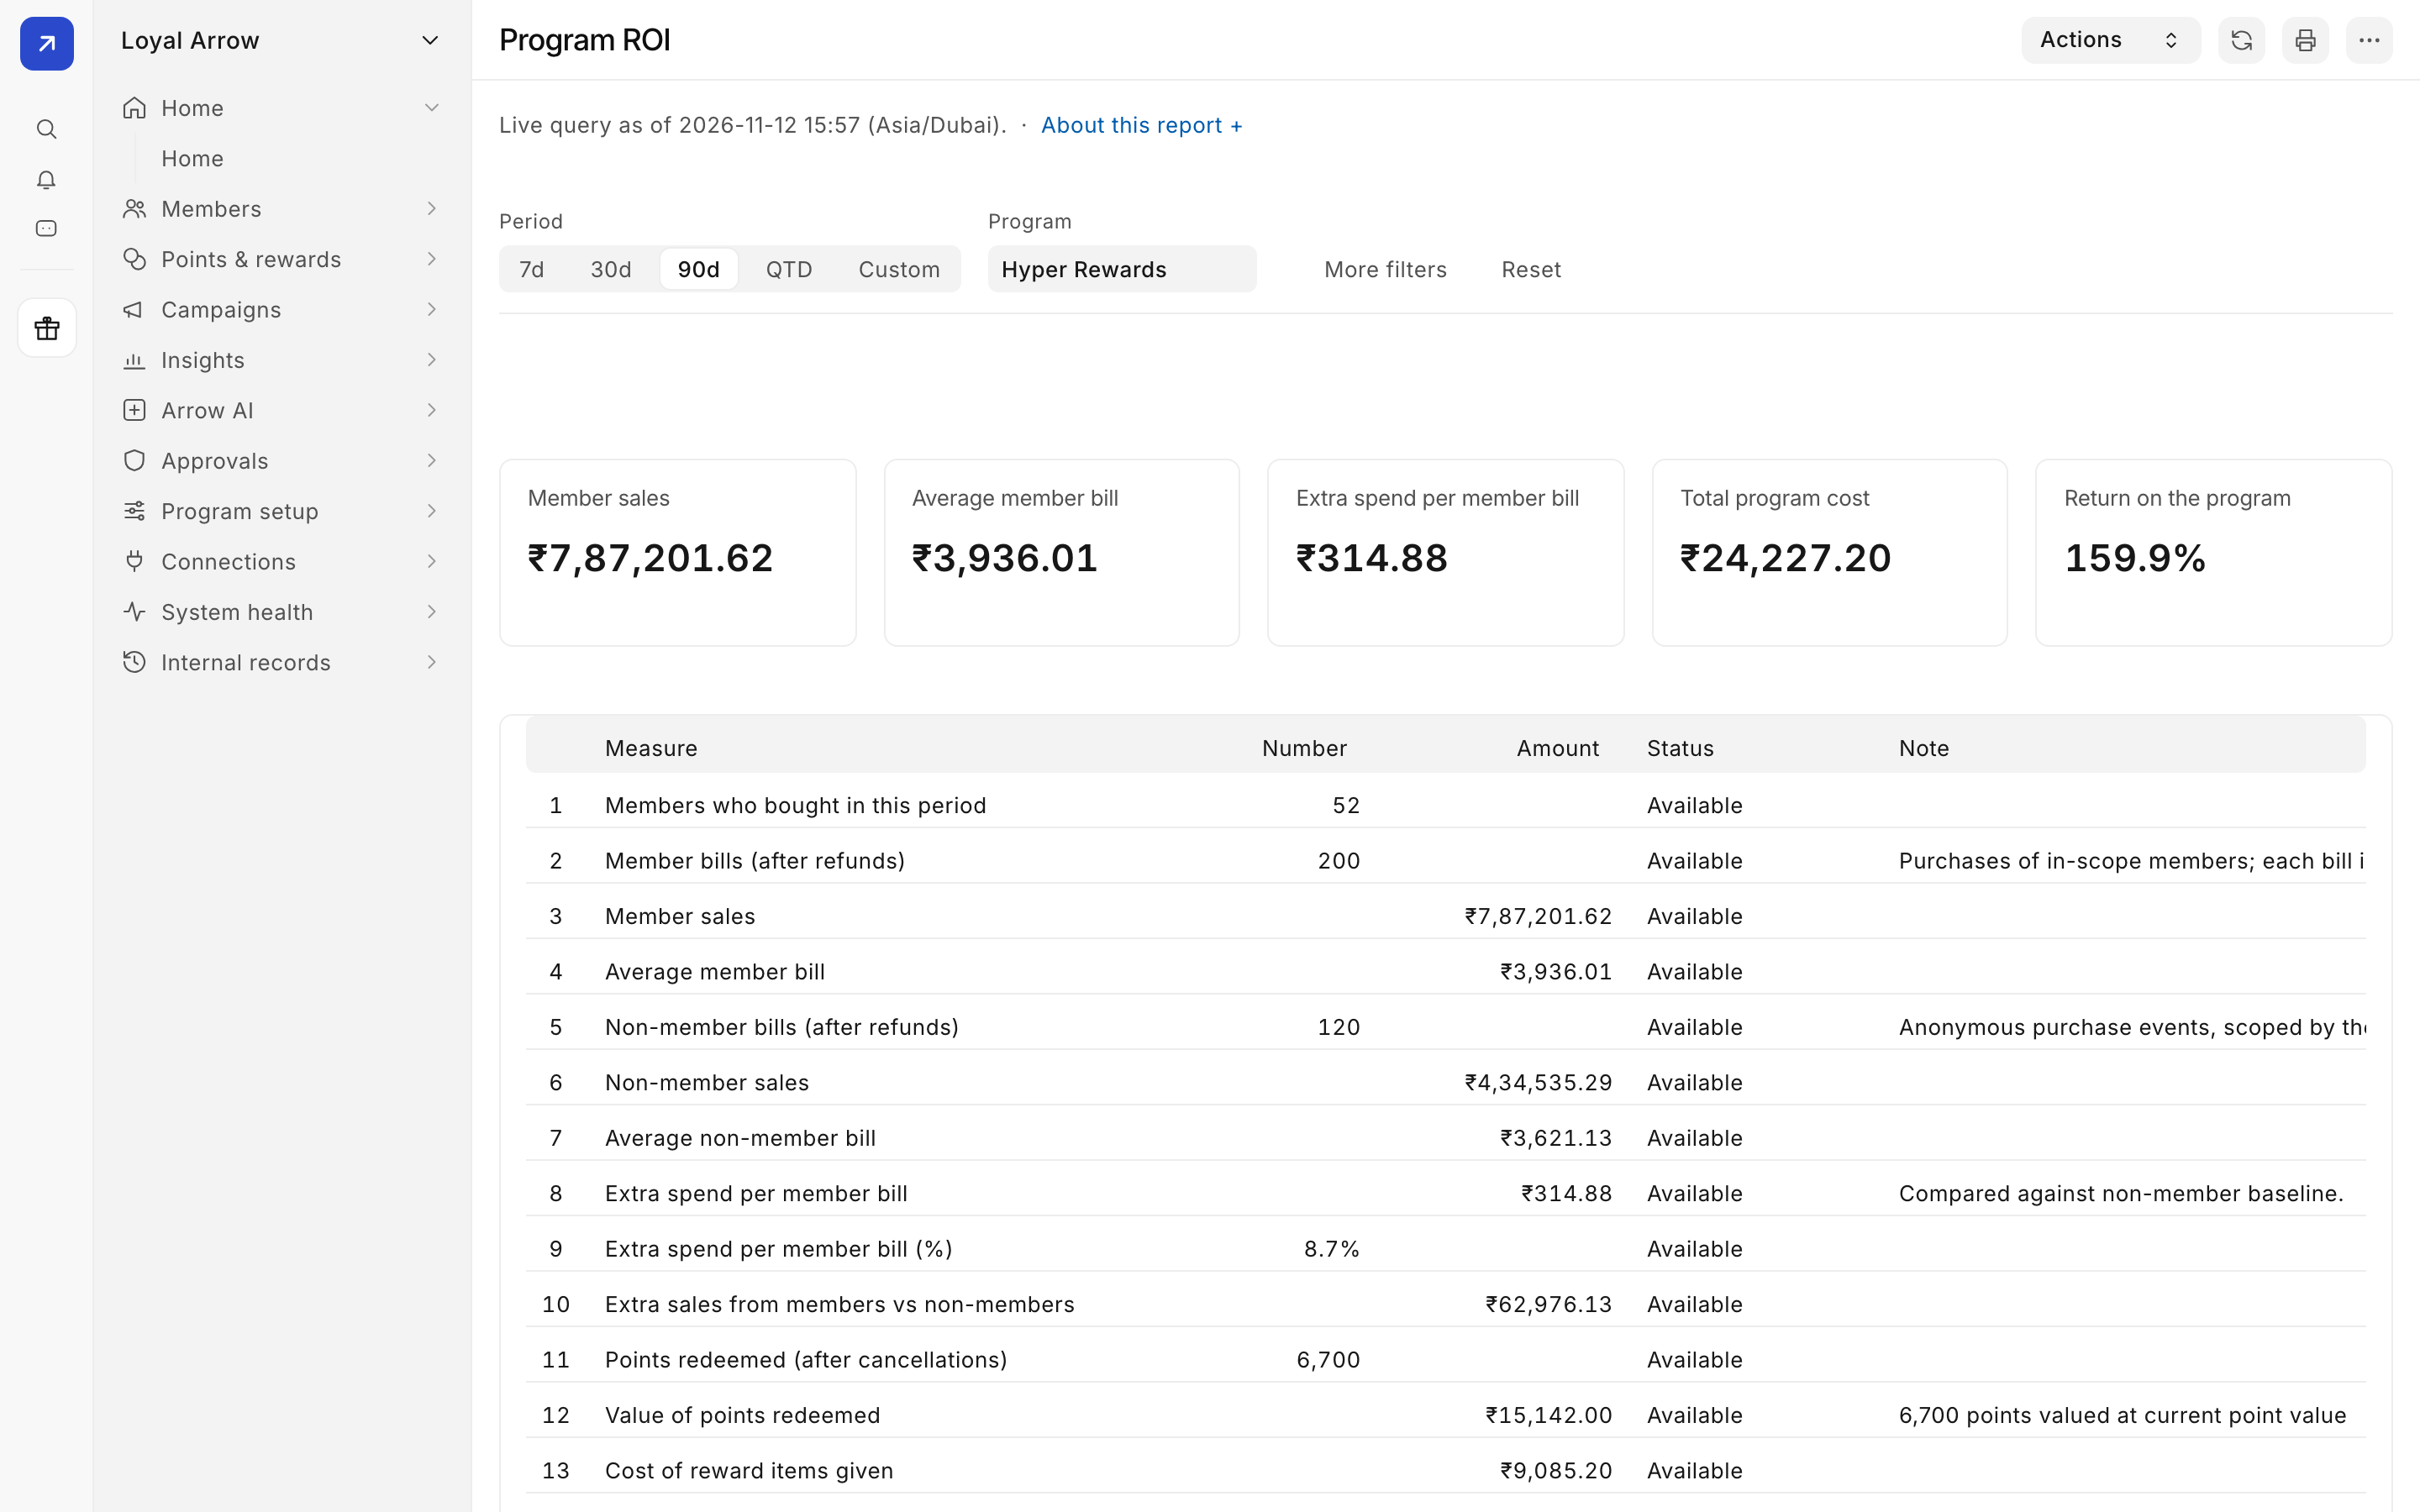 Loyal Arrow
Home
Home
Members
Points & rewards
Campaigns
Insights
Arrow AI
Approvals
Program setup
Connections
System health
Internal records
Program ROI
Actions
Live query as of 2026-11-12 15:57 (Asia/Dubai). · About this report +
Period Program
7d 30d 90d QTD Custom Hyper Rewards More filters Reset
Member sales Average member bill Extra spend per member bill Total program cost Return on the program
₹7,87,201.62 ₹3,936.01 ₹314.88 ₹24,227.20 159.9%
Measure Number Amount Status Note
1 Members who bought in this period 52 Available
2 Member bills (after refunds) 200 Available Purchases of in-scope members; each bill i
3 Member sales ₹7,87,201.62 Available
4 Average member bill ₹3,936.01 Available
5 Non-member bills (after refunds) 120 Available Anonymous purchase events, scoped by the
6 Non-member sales ₹4,34,535.29 Available
7 Average non-member bill ₹3,621.13 Available
8 Extra spend per member bill ₹314.88 Available Compared against non-member baseline.
9 Extra spend per member bill (%) 8.7% Available
10 Extra sales from members vs non-members ₹62,976.13 Available
11 Points redeemed (after cancellations) 6,700 Available
12 Value of points redeemed ₹15,142.00 Available 6,700 points valued at current point value
13 Cost of reward items given ₹9,085.20 Available